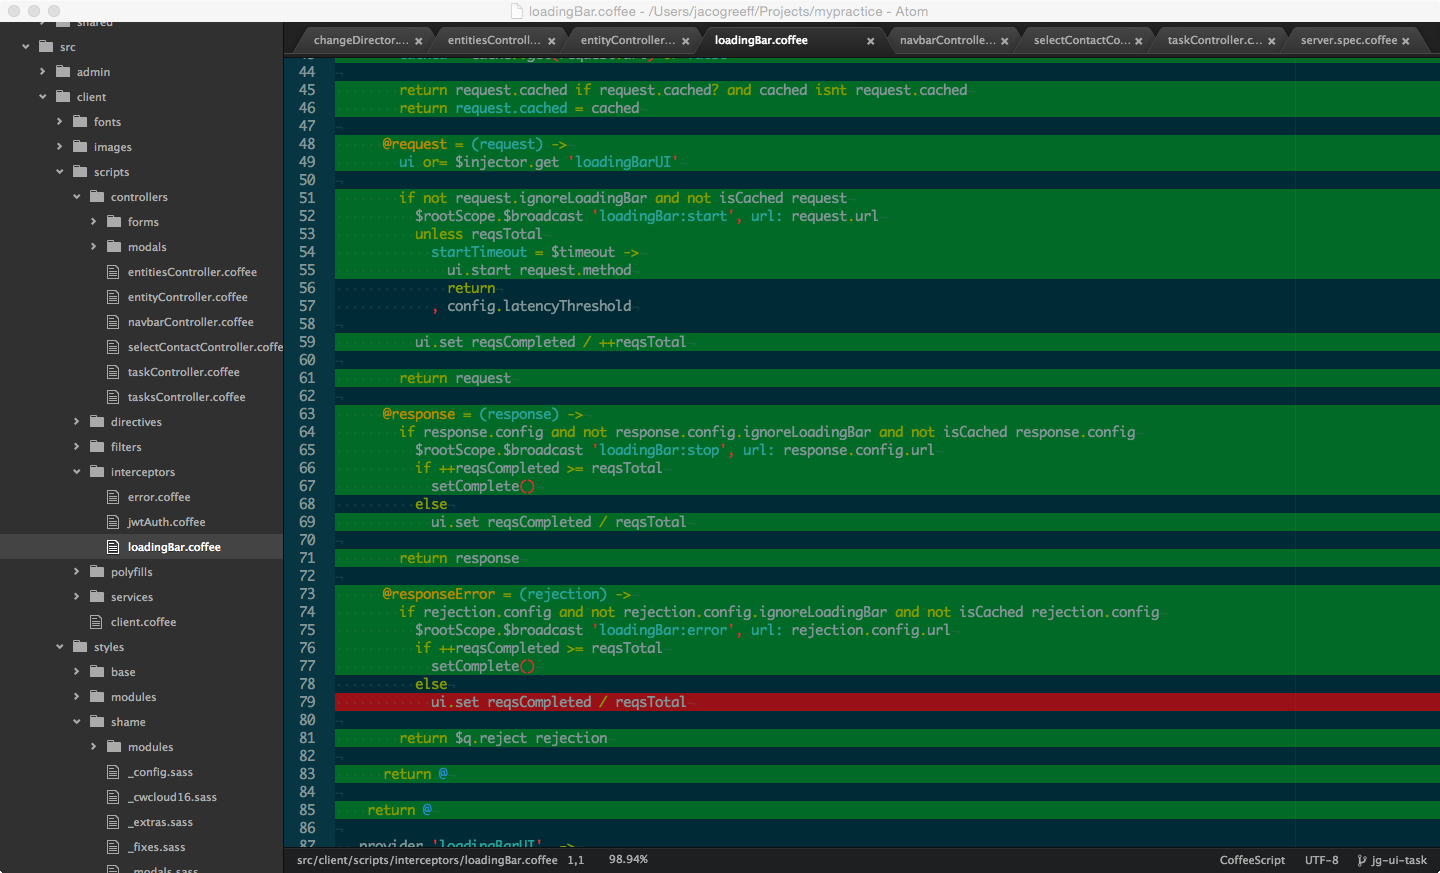 loadingBar.coffee - /Users/jacogreeff/Projects/mypractice - Atom
shared
src
admin
client
fonts
images
scripts
controllers
forms
modals
entitiesController.coffee
entityController.coffee
navbarController.coffee
selectContactController.coffe
taskController.coffee
tasksController.coffee
directives
filters
interceptors
error.coffee
jwtAuth.coffee
loadingBar.coffee
polyfills
services
client.coffee
styles
base
modules
shame
modules
_config.sass
_cwcloud16.sass
_extras.sass
_fixes.sass
_modals.sass
changeDirector.... × entitiesControll... × entityController... × loadingBar.coffee × navbarControlle... × selectContactCo... × taskController.c... × server.spec.coffee ×
44
45 return request.cached if request.cached? and cached isnt request.cached
46 return request.cached = cached
47
48 @request = (request) ->
49 ui or= $injector.get 'loadingBarUI'
50
51 if not request.ignoreLoadingBar and not isCached request
52 $rootScope.$broadcast 'loadingBar:start', url: request.url
53 unless reqsTotal
54 startTimeout = $timeout ->
55 ui.start request.method
56 return
57 , config.latencyThreshold
58
59 ui.set reqsCompleted / ++reqsTotal
60
61 return request
62
63 @response = (response) ->
64 if response.config and not response.config.ignoreLoadingBar and not isCached response.config
65 $rootScope.$broadcast 'loadingBar:stop', url: response.config.url
66 if ++reqsCompleted >= reqsTotal
67 setComplete()
68 else
69 ui.set reqsCompleted / reqsTotal
70
71 return response
72
73 @responseError = (rejection) ->
74 if rejection.config and not rejection.config.ignoreLoadingBar and not isCached rejection.config
75 $rootScope.$broadcast 'loadingBar:error', url: rejection.config.url
76 if ++reqsCompleted >= reqsTotal
77 setComplete()
78 else
79 ui.set reqsCompleted / reqsTotal
80
81 return $q.reject rejection
82
83 return @
84
85 return @
86
87 provider 'loadingBarUI', ->
src/client/scripts/interceptors/loadingBar.coffee 1,1 98.94% CoffeeScript UTF-8 jg-ui-task